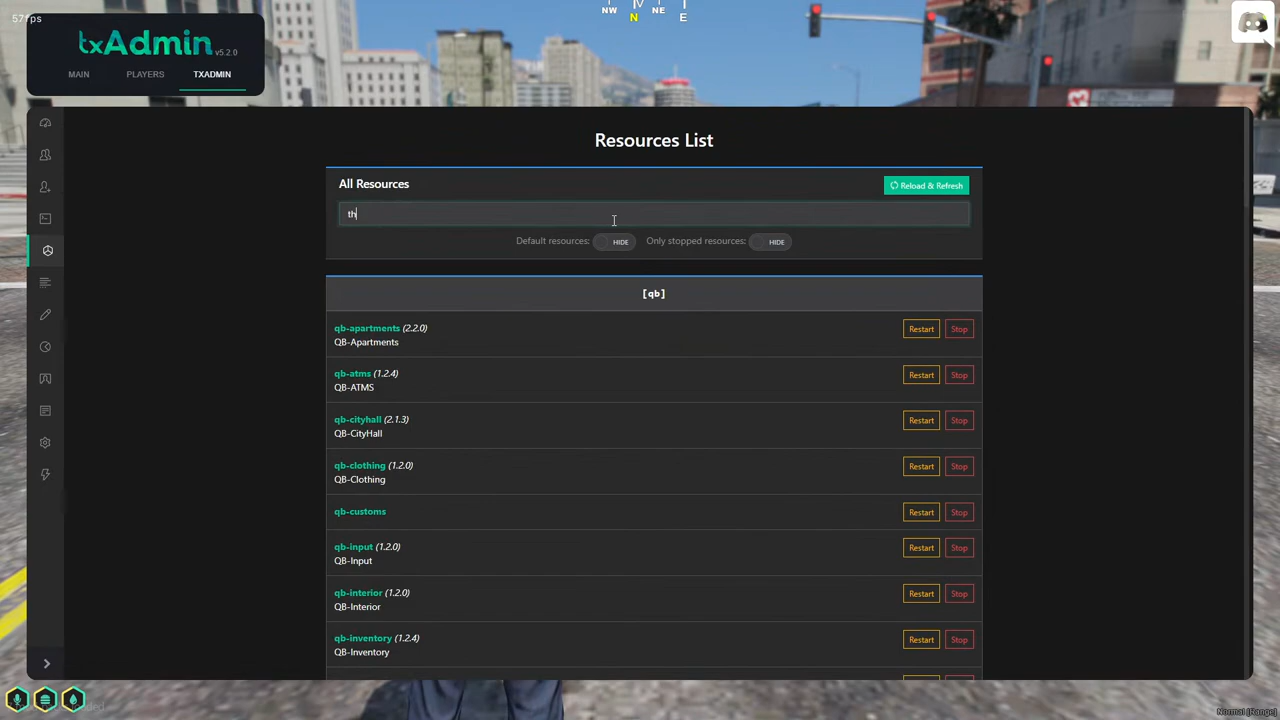 57fps
NW N NE E
txAdmin v5.2.0
MAIN PLAYERS TXADMIN
Resources List
All Resources
Reload & Refresh
th
Default resources: HIDE Only stopped resources: HIDE
[qb]
qb-apartments (2.2.0)
QB-Apartments
Restart Stop
qb-atms (1.2.4)
QB-ATMS
Restart Stop
qb-cityhall (2.1.3)
QB-CityHall
Restart Stop
qb-clothing (1.2.0)
QB-Clothing
Restart Stop
qb-customs
Restart Stop
qb-input (1.2.0)
QB-Input
Restart Stop
qb-interior (1.2.0)
QB-Interior
Restart Stop
qb-inventory (1.2.4)
QB-Inventory
Restart Stop
Normal [Range]